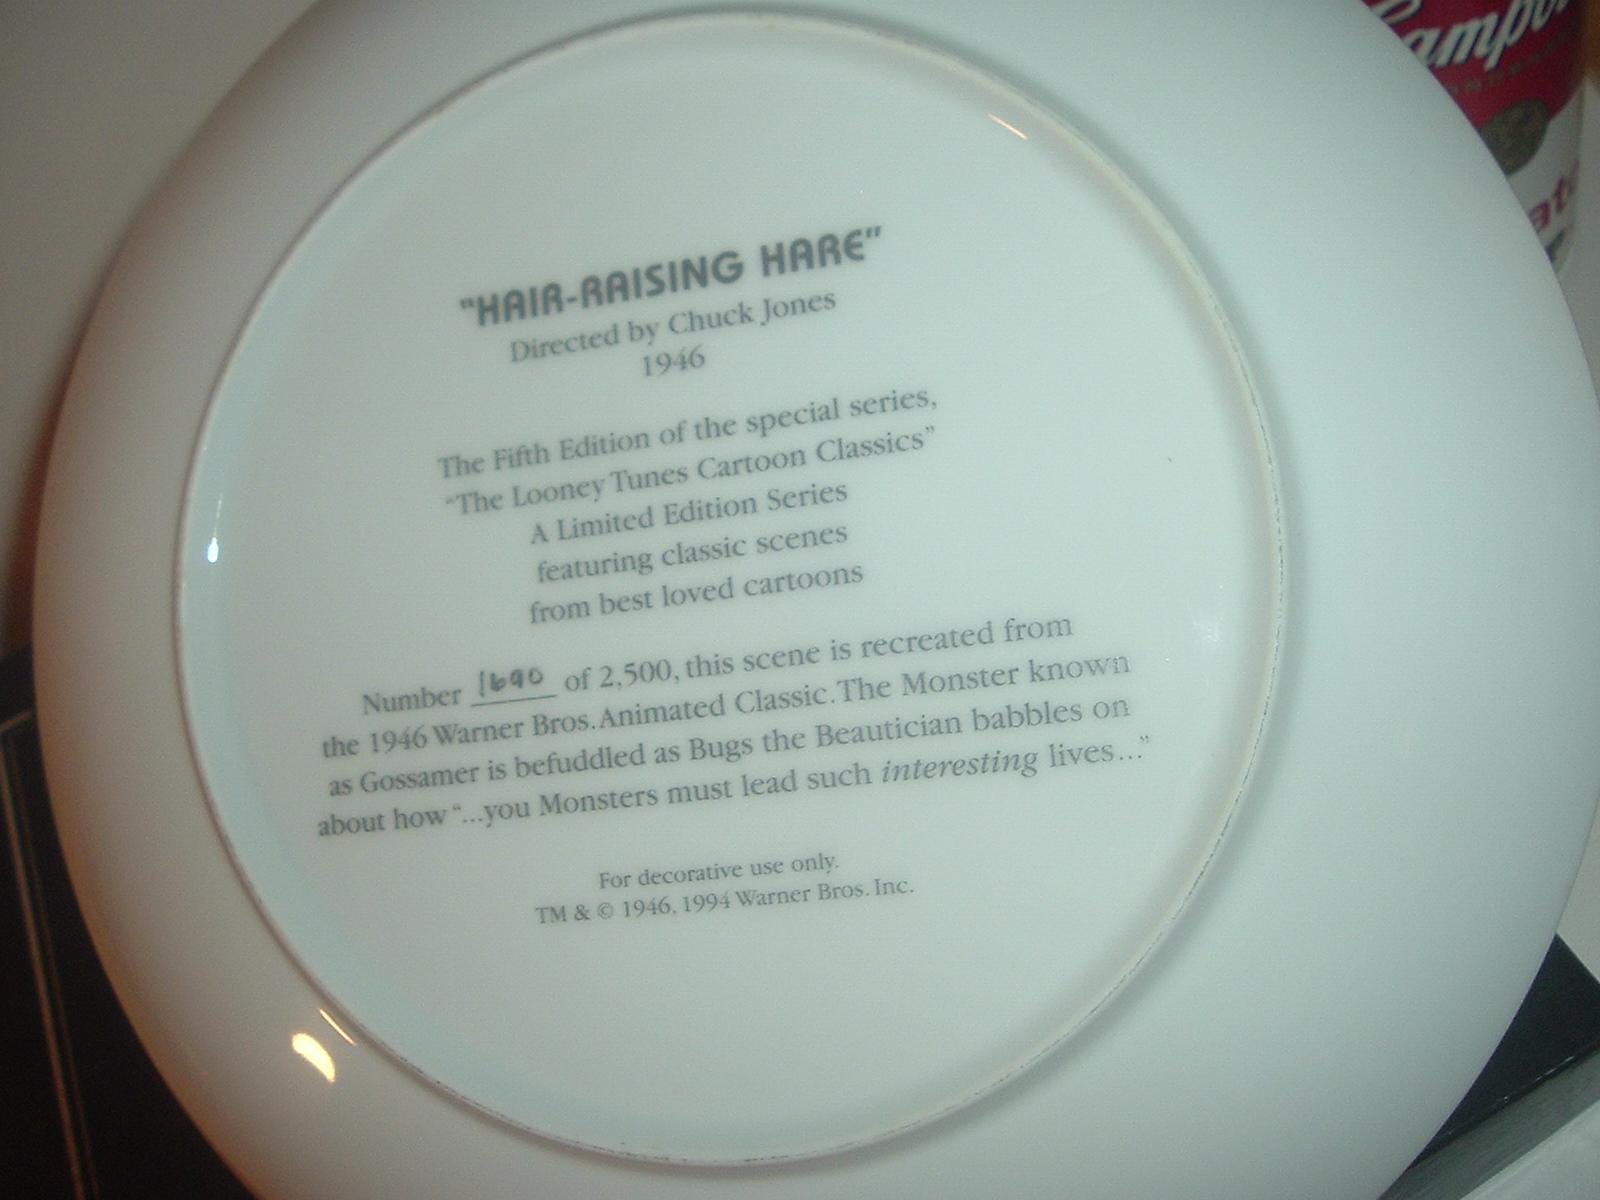 "HAIR-RAISING HARE"
Directed by Chuck Jones
1946
The Fifth Edition of the special series,
"The Looney Tunes Cartoon Classics"
A Limited Edition Series
featuring classic scenes
from best loved cartoons
Number 1690 of 2,500, this scene is recreated from
the 1946 Warner Bros. Animated Classic. The Monster known
as Gossamer is befuddled as Bugs the Beautician babbles on
about how "...you Monsters must lead such interesting lives..."
For decorative use only.
TM & © 1946, 1994 Warner Bros. Inc.